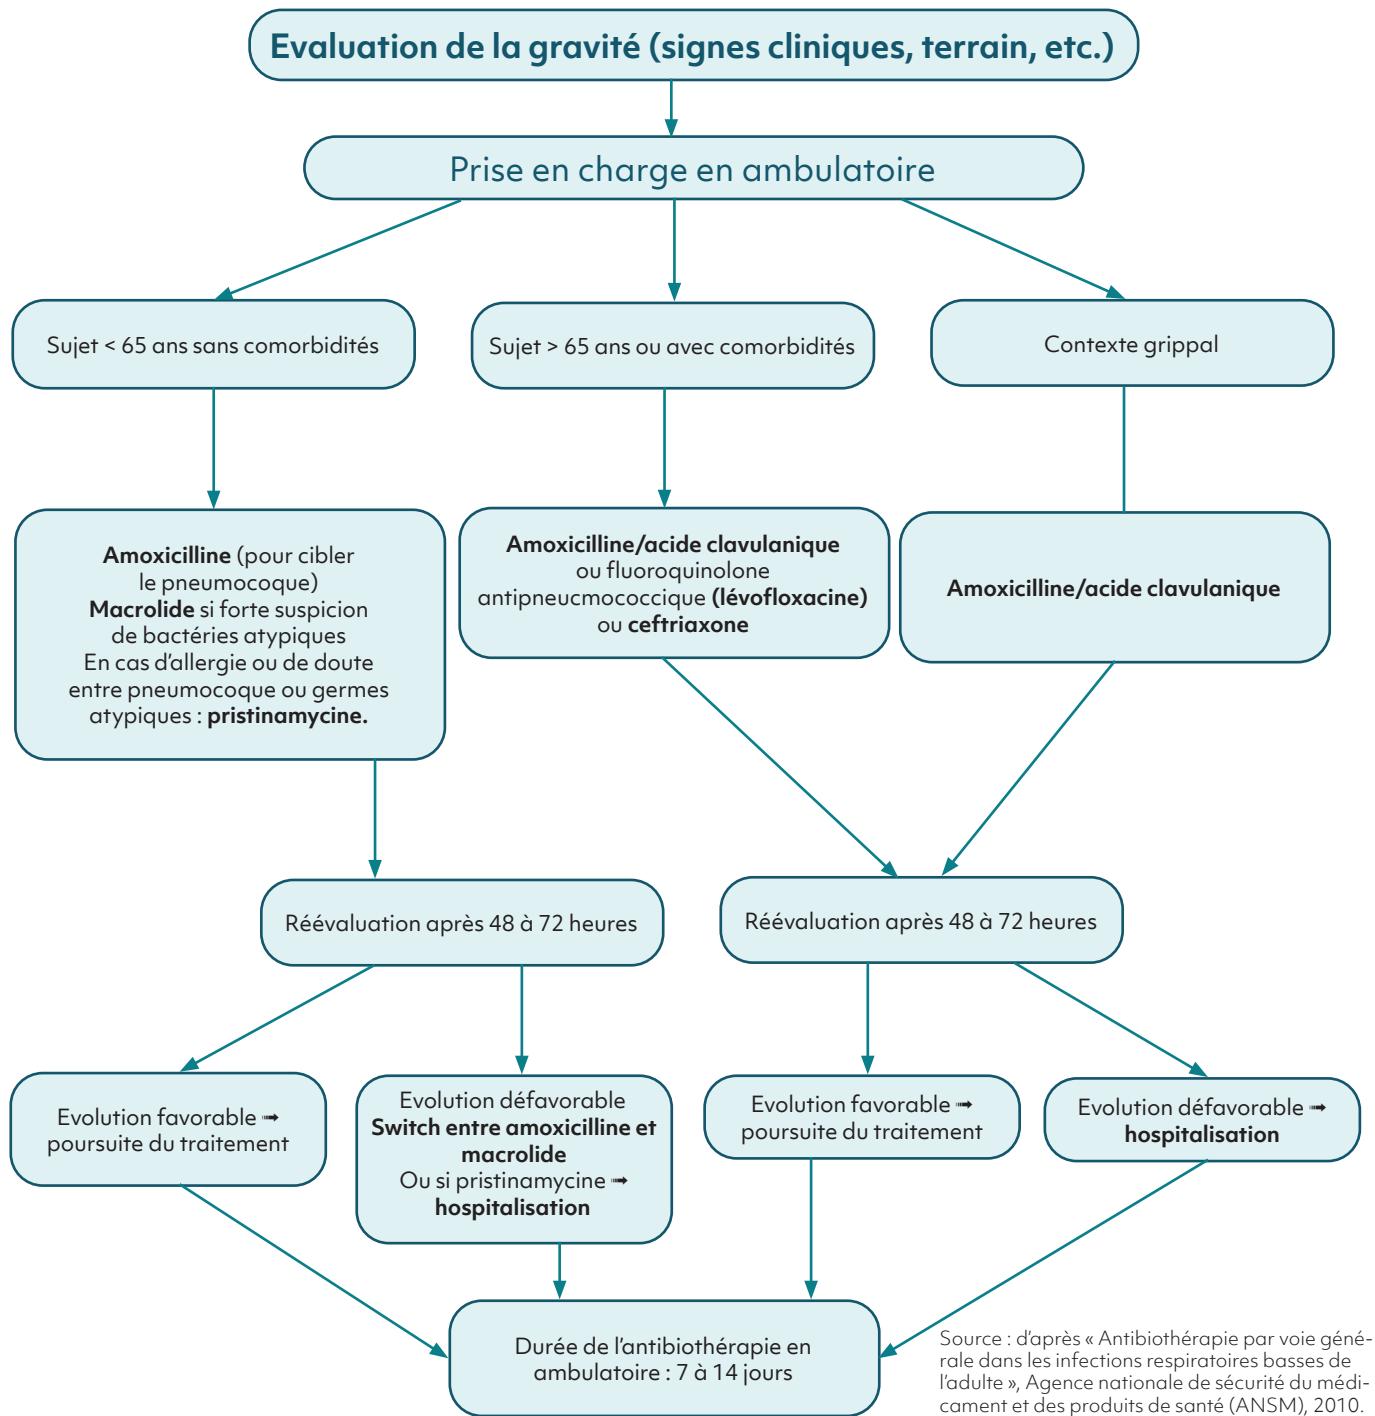 Evaluation de la gravité (signes cliniques, terrain, etc.)
Prise en charge en ambulatoire
Sujet < 65 ans sans comorbidités
Sujet > 65 ans ou avec comorbidités
Contexte grippal
Amoxicilline (pour cibler
le pneumocoque)
Macrolide si forte suspicion
de bactéries atypiques
En cas d’allergie ou de doute
entre pneumocoque ou germes
atypiques : pristinamycine.
Amoxicilline/acide clavulanique
ou fluoroquinolone
antipneucmococcique (lévofloxacine)
ou ceftriaxone
Amoxicilline/acide clavulanique
Réévaluation après 48 à 72 heures
Réévaluation après 48 à 72 heures
Evolution favorable ➟
poursuite du traitement
Evolution défavorable
Switch entre amoxicilline et
macrolide
Ou si pristinamycine ➟
hospitalisation
Evolution favorable ➟
poursuite du traitement
Evolution défavorable ➟
hospitalisation
Durée de l’antibiothérapie en
ambulatoire : 7 à 14 jours
Source : d’après « Antibiothérapie par voie géné-
rale dans les infections respiratoires basses de
l’adulte », Agence nationale de sécurité du médi-
cament et des produits de santé (ANSM), 2010.